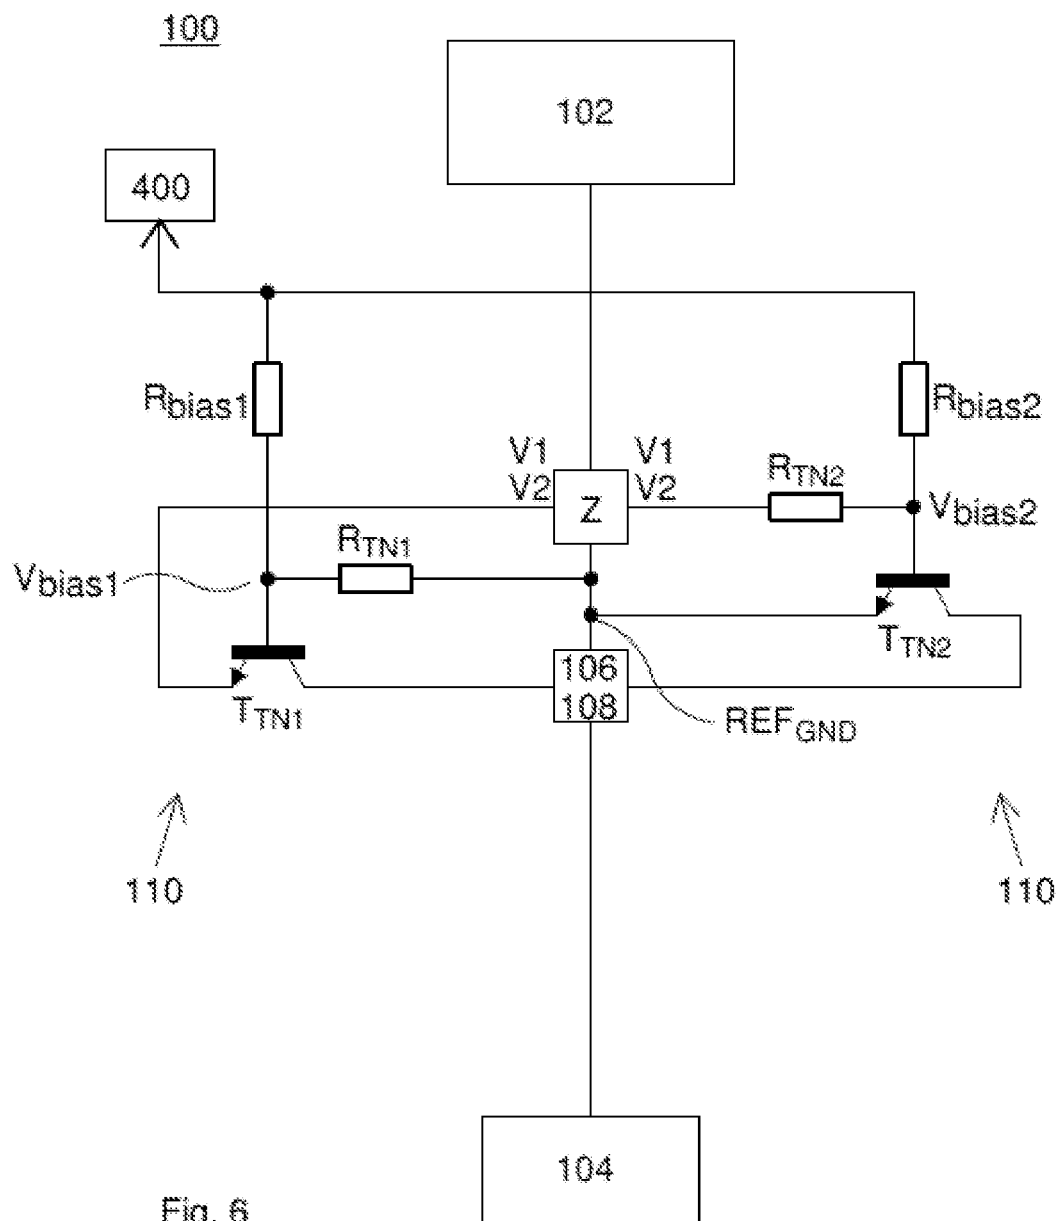 100
102
400
Rbias1
Rbias2
V1
V2
V1
V2
Z
RTN2
Vbias2
RTN1
Vbias1
TTN2
106
108
TTN1
REFGND
110
110
104
Fig. 6